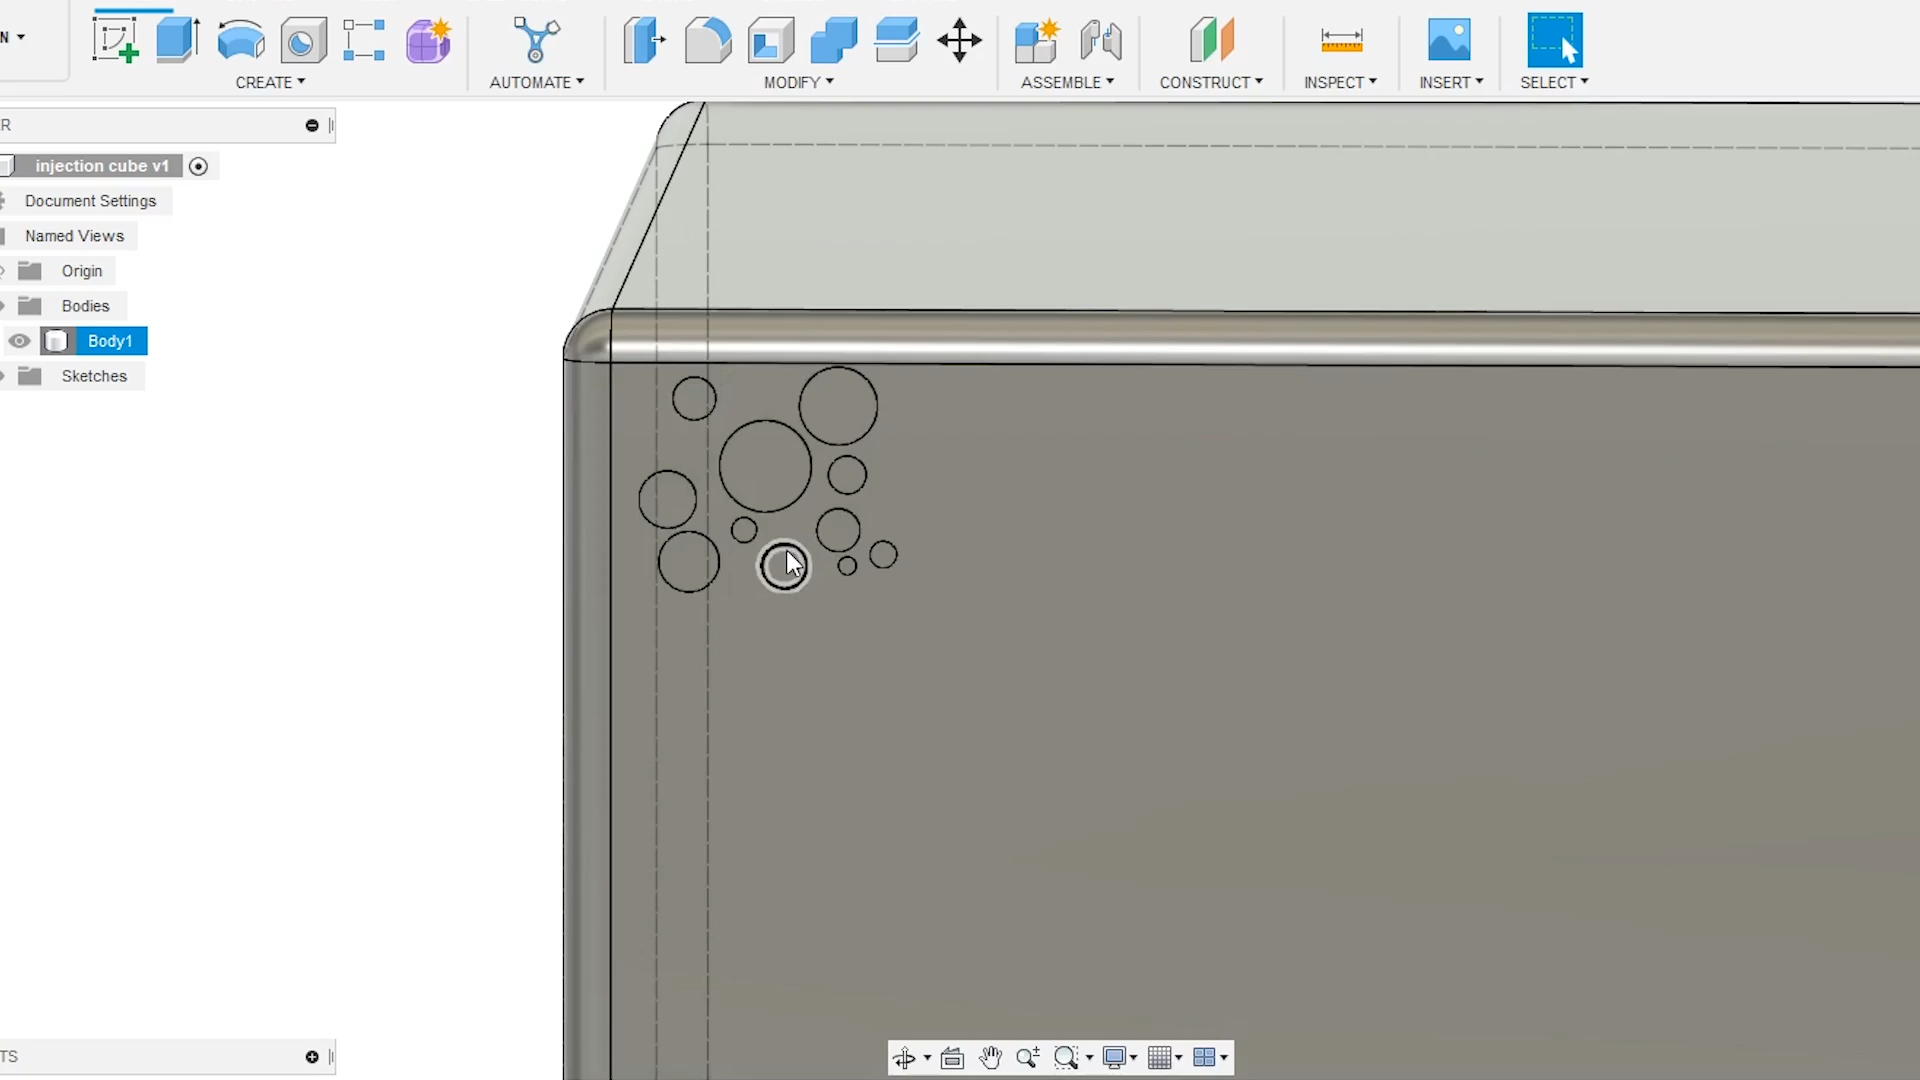 N
CREATE
AUTOMATE
MODIFY
ASSEMBLE
CONSTRUCT
INSPECT
INSERT
SELECT
R
injection cube v1
Document Settings
Named Views
Origin
Bodies
Body1
Sketches
TS